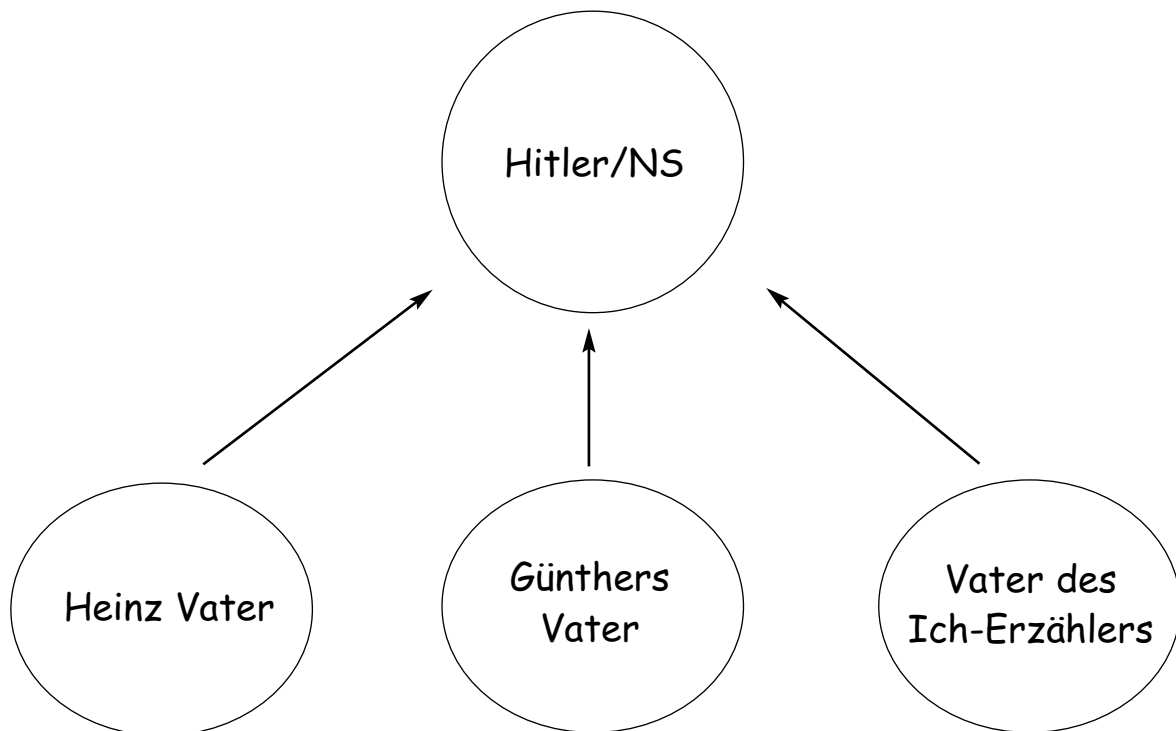 Hitler/NS
Heinz Vater
Günthers
Vater
Vater des
Ich-Erzählers